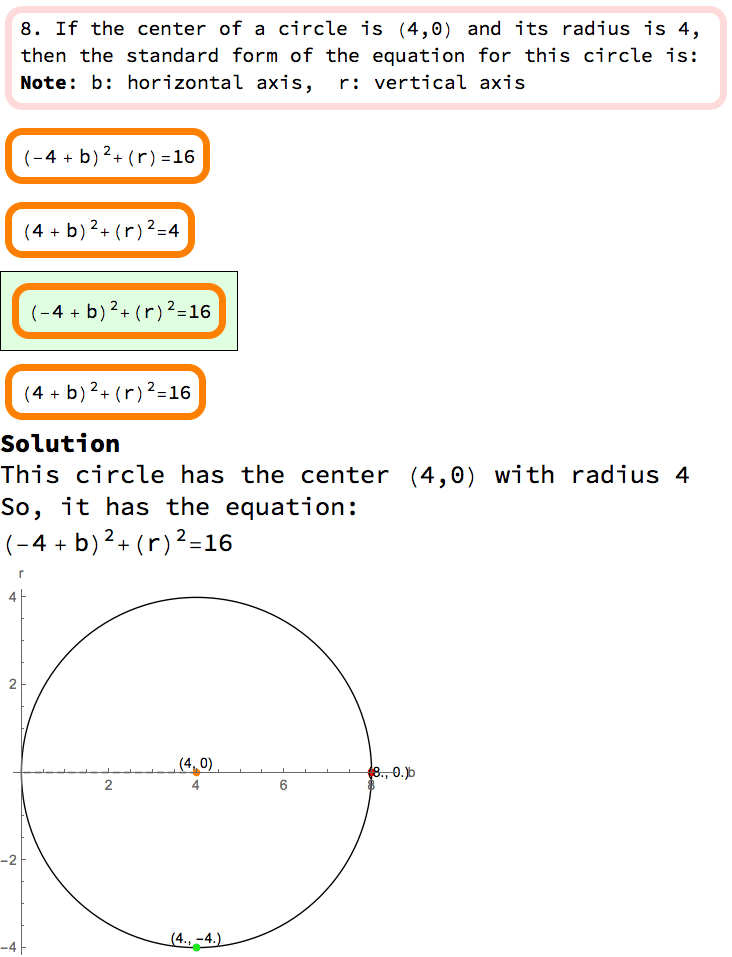 8. If the center of a circle is (4,0) and its radius is 4,
then the standard form of the equation for this circle is:
Note: b: horizontal axis, r: vertical axis
(-4 + b)²+(r)=16
(4 + b)²+(r)²=4
(-4 + b)²+(r)²=16
(4 + b)²+(r)²=16
Solution
This circle has the center (4,0) with radius 4
So, it has the equation:
(-4 + b)²+(r)²=16
r
4
2
(4, 0)
(8., 0.)
b
2
4
6
8
-2
(4., -4.)
-4